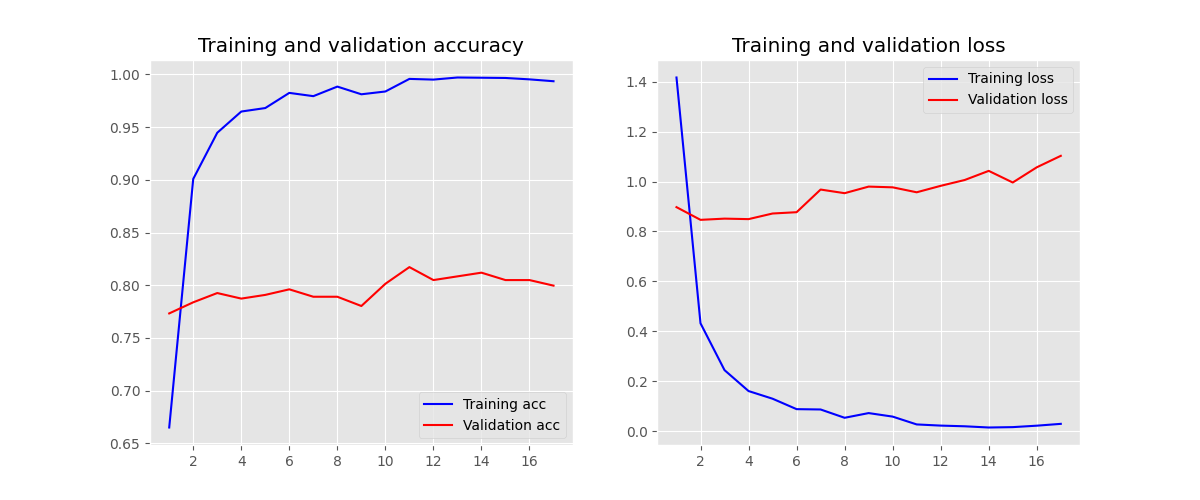 Training and validation accuracy
1.00
0.95
0.90
0.85
0.80
0.75
0.70
0.65
Training acc
Validation acc
2 4 6 8 10 12 14 16
Training and validation loss
1.4
1.2
1.0
0.8
0.6
0.4
0.2
0.0
Training loss
Validation loss
2 4 6 8 10 12 14 16